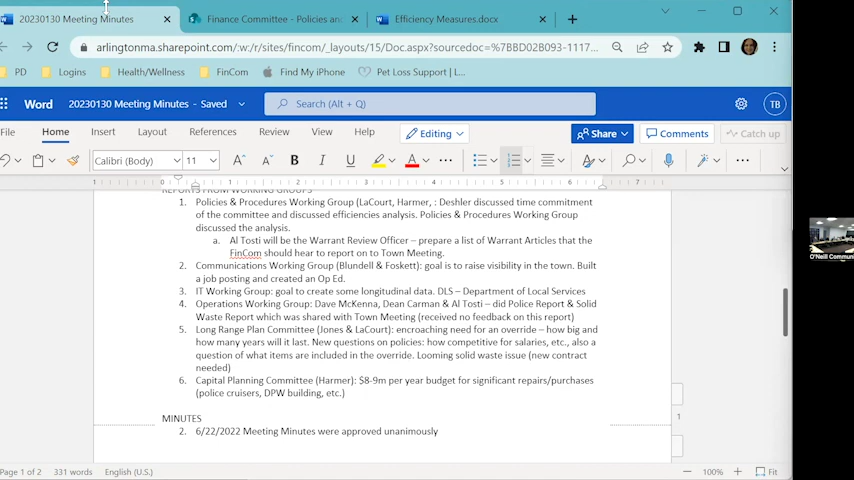 20230130 Meeting Minutes
Finance Committee - Policies an
Efficiency Measures.docx
arlingtonma.sharepoint.com/:w:/r/sites/fincom/_layouts/15/Doc.aspx?sourcedoc=%7BBD02B093-1117...
PD
Logins
Health/Wellness
FinCom
Find My iPhone
Pet Loss Support | L...
Word
20230130 Meeting Minutes - Saved
Search (Alt + Q)
TB
File
Home
Insert
Layout
References
Review
View
Help
Editing
Share
Comments
Catch up
Calibri (Body)
11
REPORTS FROM WORKING GROUPS
1. Policies & Procedures Working Group (LaCourt, Harmer, : Deshler discussed time commitment
of the committee and discussed efficiencies analysis. Policies & Procedures Working Group
discussed the analysis.
a. Al Tosti will be the Warrant Review Officer – prepare a list of Warrant Articles that the
FinCom should hear to report on to Town Meeting.
2. Communications Working Group (Blundell & Foskett): goal is to raise visibility in the town. Built
a job posting and created an Op Ed.
3. IT Working Group: goal to create some longitudinal data. DLS – Department of Local Services
4. Operations Working Group: Dave McKenna, Dean Carman & Al Tosti – did Police Report & Solid
Waste Report which was shared with Town Meeting (received no feedback on this report)
5. Long Range Plan Committee (Jones & LaCourt): encroaching need for an override – how big and
how many years will it last. New questions on policies: how competitive for salaries, etc., also a
question of what items are included in the override. Looming solid waste issue (new contract
needed)
6. Capital Planning Committee (Harmer): $8-9m per year budget for significant repairs/purchases
(police cruisers, DPW building, etc.)
MINUTES
2. 6/22/2022 Meeting Minutes were approved unanimously
1
Page 1 of 2
331 words
English (U.S.)
100%
Fit
O'Neill Communi